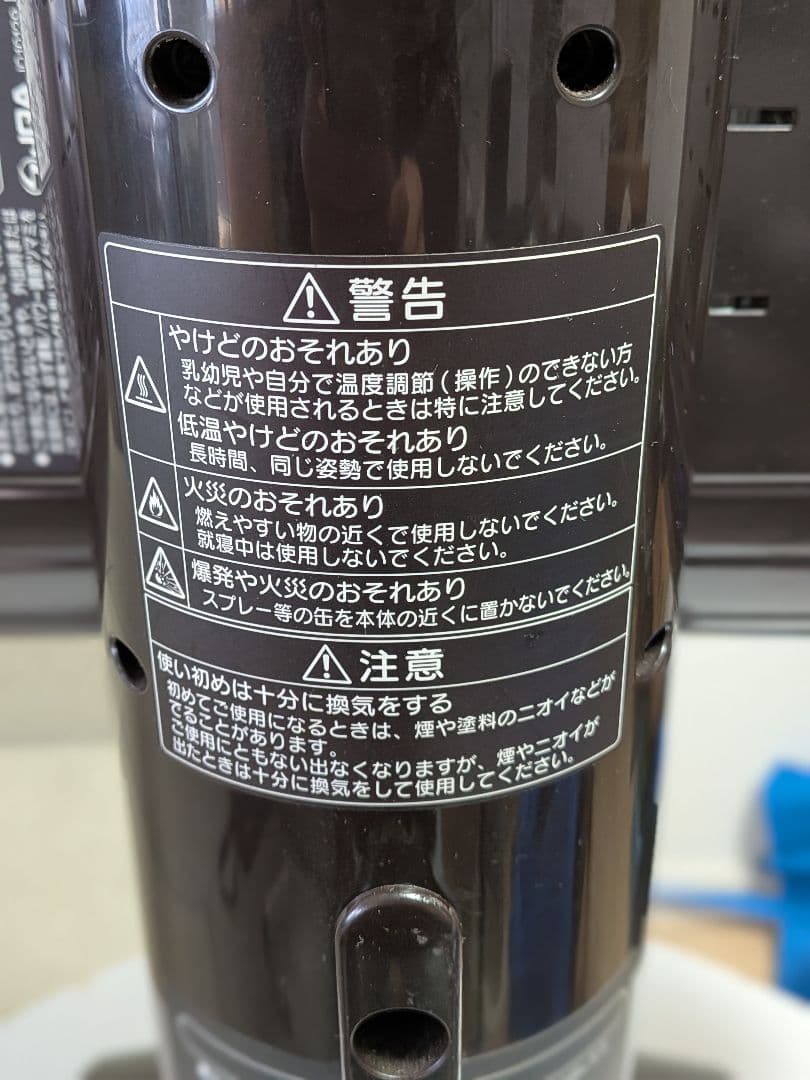 警告
やけどのおそれあり
乳幼児や自分で温度調節(操作)のできない方
などが使用されるときは特に注意してください。
低温やけどのおそれあり
長時間、同じ姿勢で使用しないでください。
火災のおそれあり
燃えやすい物の近くで使用しないでください。
就寝中は使用しないでください。
爆発や火災のおそれあり
スプレー等の缶を本体の近くに置かないでください。
注意
使い初めは十分に換気をする
初めてご使用になるときは、煙や塗料のニオイなどが
でることがあります。
ご使用にともない出なくなりますが、煙やニオイが
出たときは十分に換気をして使用してください。